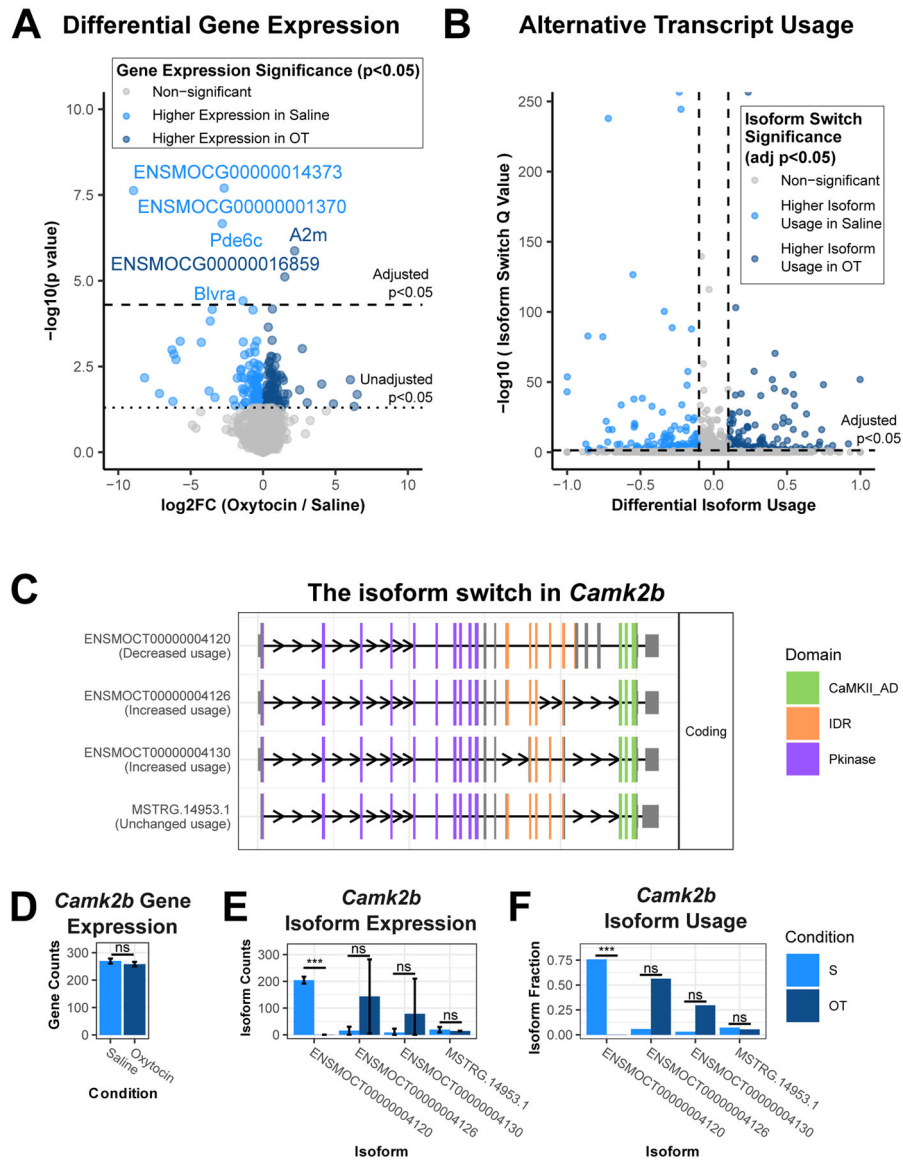 A Differential Gene Expression
Gene Expression Significance (p<0.05)
Non−significant
Higher Expression in Saline
Higher Expression in OT
ENSMOCG00000014373
ENSMOCG00000001370
Pde6c
A2m
ENSMOCG00000016859
Blvra
Adjusted
p<0.05
Unadjusted
p<0.05
10.0
7.5
5.0
2.5
0.0
−log10(p value)
−10 −5 0 5 10
log2FC (Oxytocin / Saline)
B Alternative Transcript Usage
Isoform Switch
Significance
(adj p<0.05)
Non−significant
Higher Isoform
Usage in Saline
Higher Isoform
Usage in OT
Adjusted
p<0.05
250
200
150
100
50
0
−log10 ( Isoform Switch Q Value )
−1.0 −0.5 0.0 0.5 1.0
Differential Isoform Usage
C The isoform switch in Camk2b
ENSMOCT00000004120
(Decreased usage)
ENSMOCT00000004126
(Increased usage)
ENSMOCT00000004130
(Increased usage)
MSTRG.14953.1
(Unchanged usage)
Coding
Domain
CaMKII_AD
IDR
Pkinase
D Camk2b Gene
Expression
ns
300
200
100
0
Gene Counts
Saline
Oxytocin
Condition
E Camk2b
Isoform Expression
*** ns ns ns
300
200
100
0
Isoform Counts
ENSMOCT00000004120
ENSMOCT00000004126
ENSMOCT00000004130
MSTRG.14953.1
Isoform
F Camk2b
Isoform Usage
*** ns ns ns
0.75
0.50
0.25
0.00
Isoform Fraction
ENSMOCT00000004120
ENSMOCT00000004126
ENSMOCT00000004130
MSTRG.14953.1
Isoform
Condition
S
OT